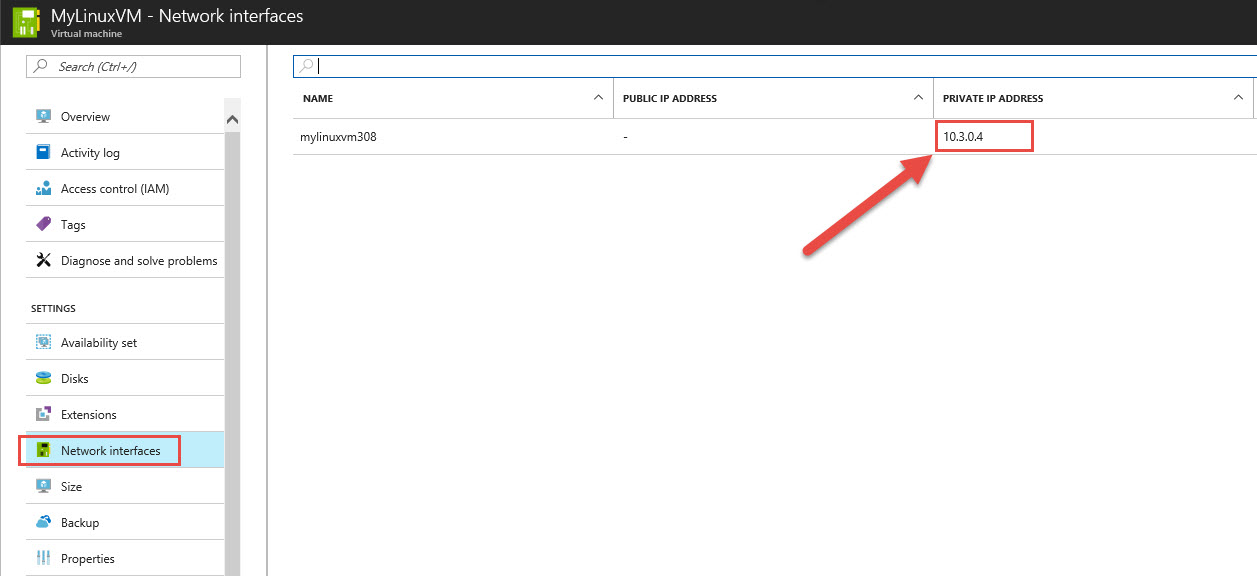 MyLinuxVM - Network interfaces
Virtual machine
Search (Ctrl+/)
Overview
Activity log
Access control (IAM)
Tags
Diagnose and solve problems
SETTINGS
Availability set
Disks
Extensions
Network interfaces
Size
Backup
Properties
NAME PUBLIC IP ADDRESS PRIVATE IP ADDRESS
mylinuxvm308 - 10.3.0.4